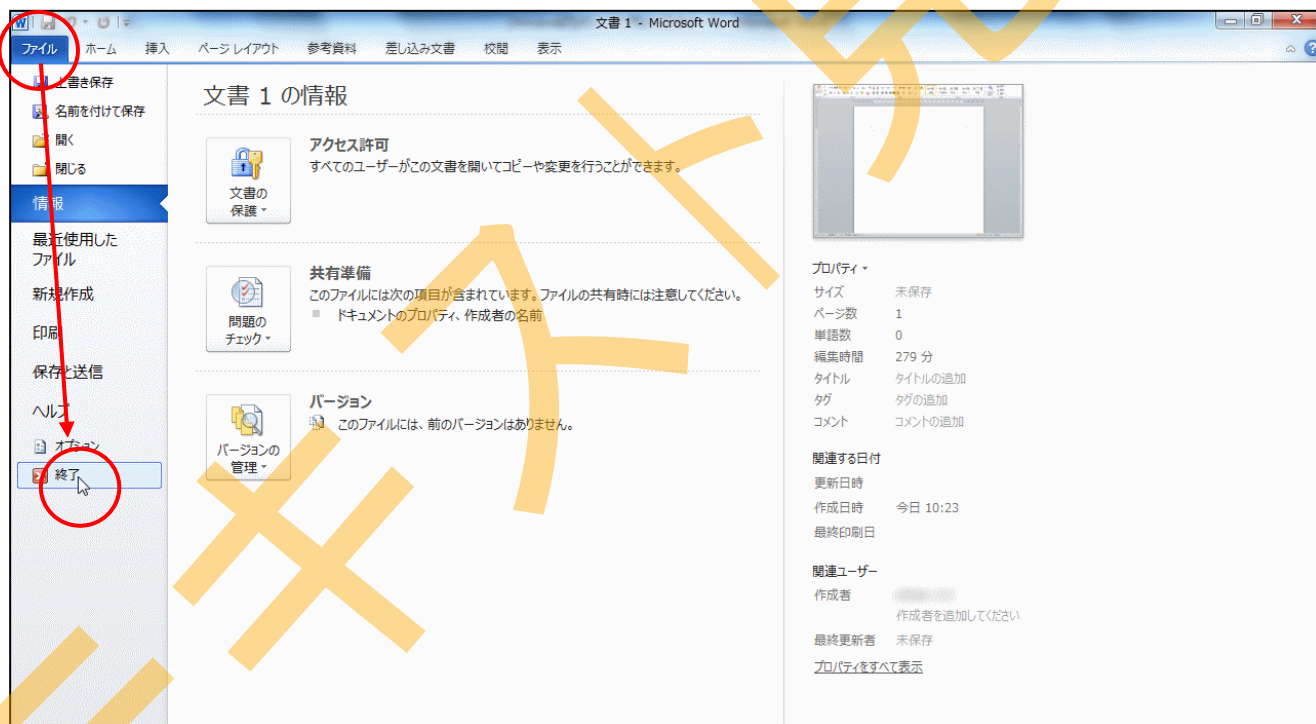 文書 1 - Microsoft Word
ファイル ホーム 挿入 ページ レイアウト 参考資料 差し込み文書 校閲 表示
上書き保存
名前を付けて保存
開く
閉じる
情報
最近使用した
ファイル
新規作成
印刷
保存と送信
ヘルプ
オプション
終了
文書 1 の情報
文書の
保護
アクセス許可
すべてのユーザーがこの文書を開いてコピーや変更を行うことができます。
問題の
チェック
共有準備
このファイルには次の項目が含まれています。ファイルの共有時には注意してください。
ドキュメントのプロパティ、作成者の名前
バージョンの
管理
バージョン
このファイルには、前のバージョンはありません。
プロパティ
サイズ 未保存
ページ数 1
単語数 0
編集時間 279 分
タイトル タイトルの追加
タグ タグの追加
コメント コメントの追加
関連する日付
更新日時
作成日時 今日 10:23
最終印刷日
関連ユーザー
作成者
作成者を追加してください
最終更新者 未保存
プロパティをすべて表示
キスト